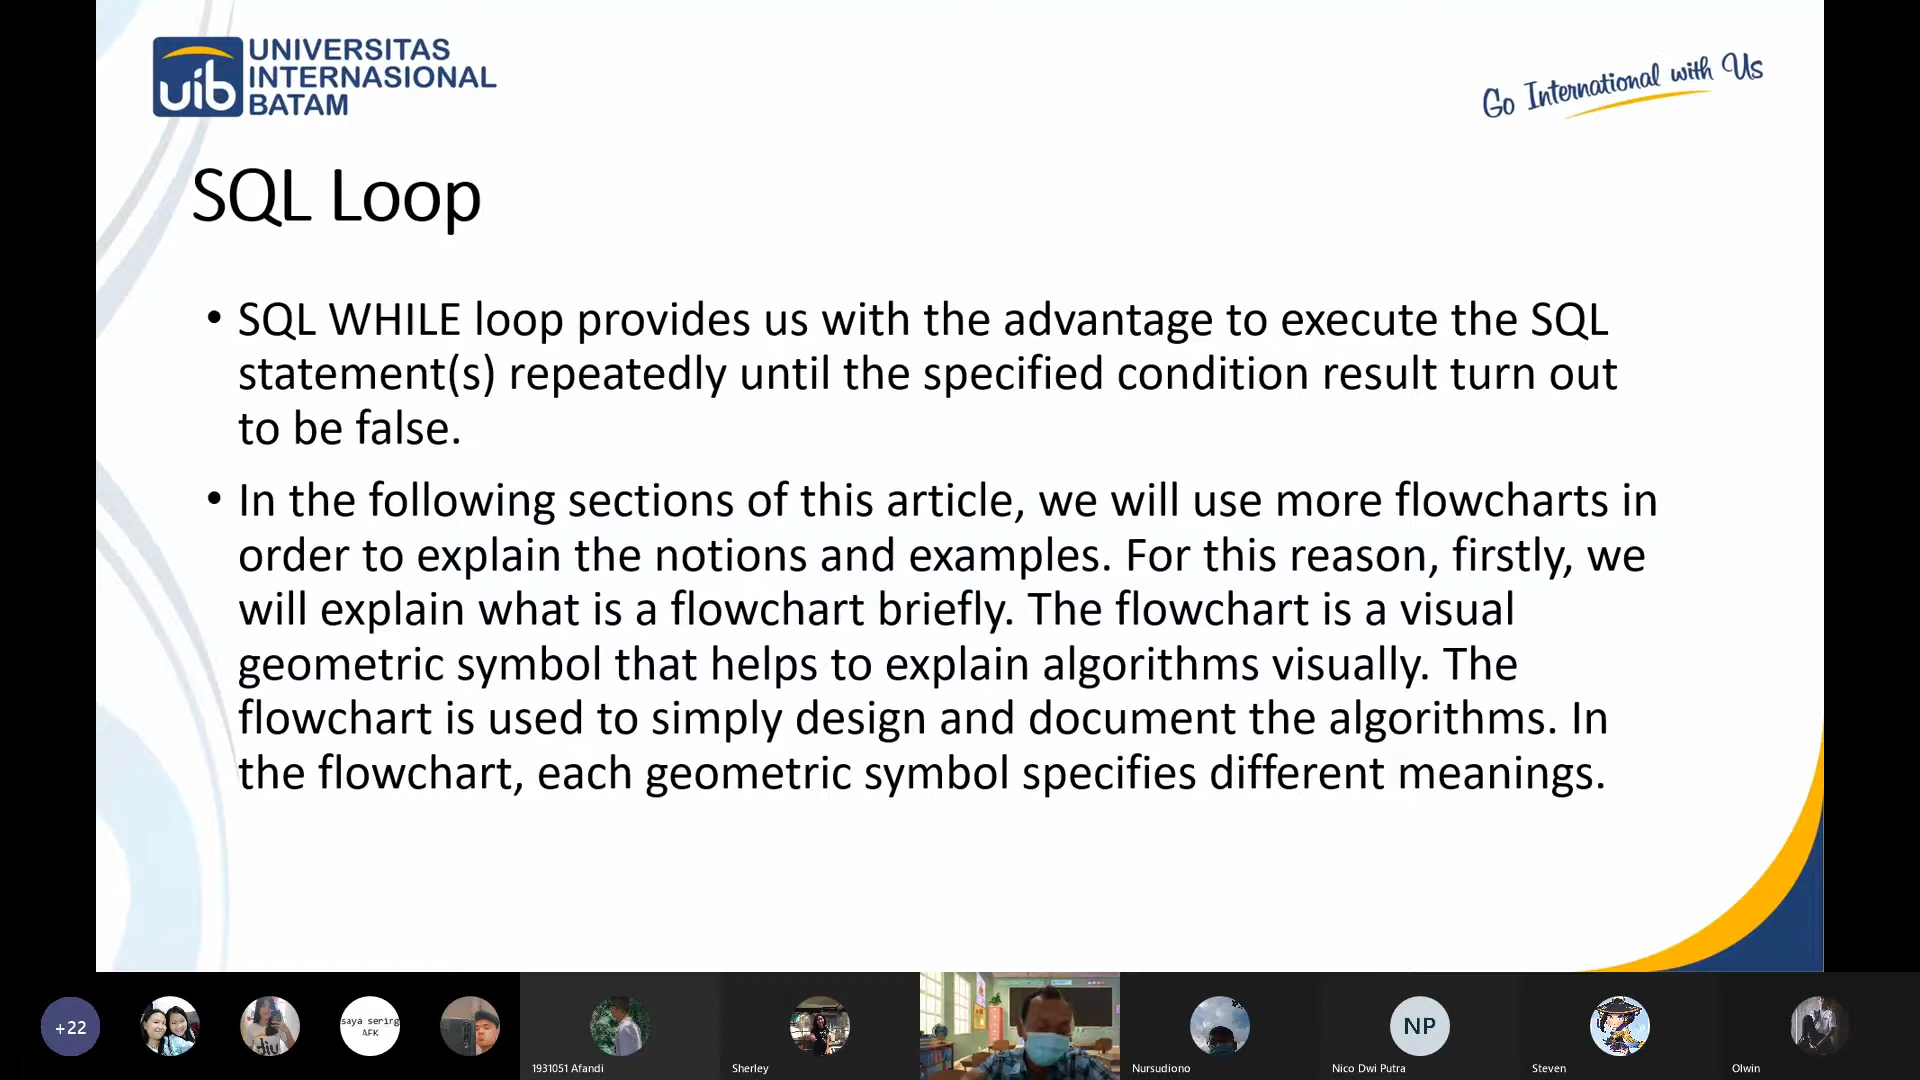 UNIVERSITAS
INTERNASIONAL
BATAM
uib
Go International with Us
SQL Loop
• SQL WHILE loop provides us with the advantage to execute the SQL
statement(s) repeatedly until the specified condition result turn out
to be false.
• In the following sections of this article, we will use more flowcharts in
order to explain the notions and examples. For this reason, firstly, we
will explain what is a flowchart briefly. The flowchart is a visual
geometric symbol that helps to explain algorithms visually. The
flowchart is used to simply design and document the algorithms. In
the flowchart, each geometric symbol specifies different meanings.
+22
saya sering
AFK
NP
1931051 Afandi
Sherley
Nursudiono
Nico Dwi Putra
Steven
Olwin